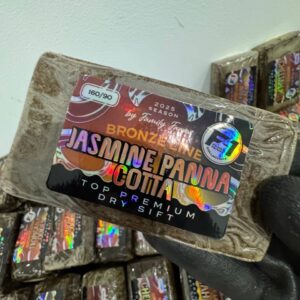 160/90
2025
SEASON
by Family
BRONZE LINE
JASMINE PANNA
COTTA
TOP PREMIUM
DRY SIFT